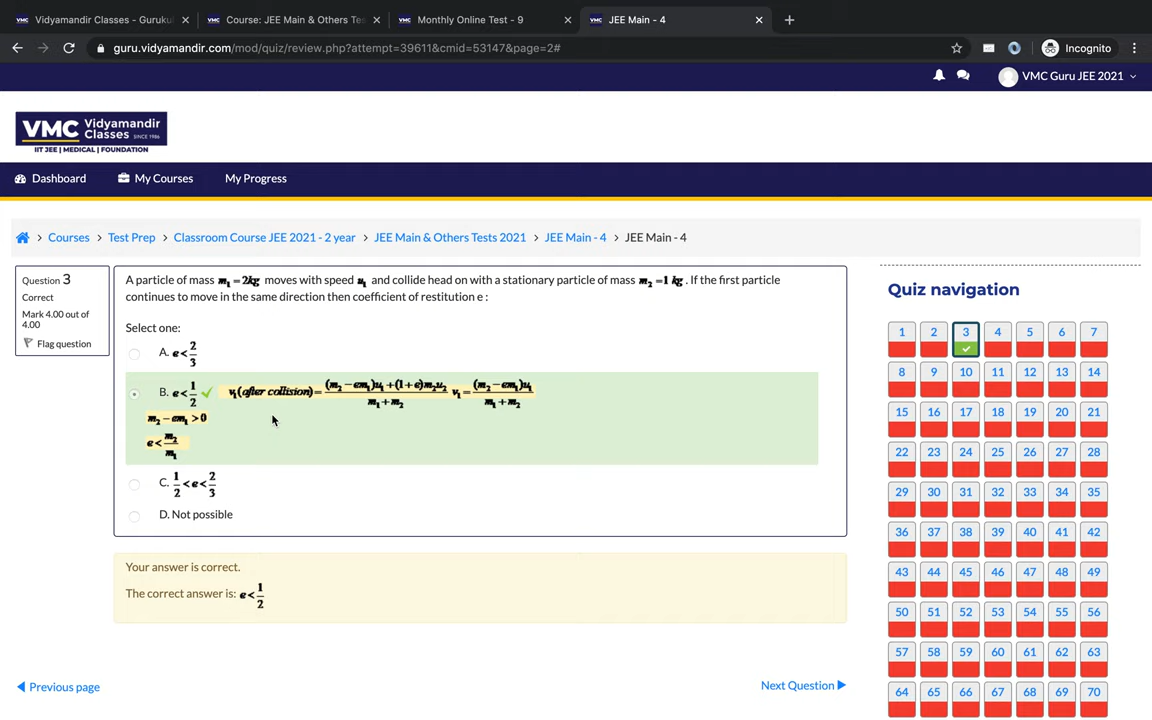 Vidyamandir Classes - Guruku
Course: JEE Main & Others Tes
Monthly Online Test - 9
JEE Main - 4
guru.vidyamandir.com/mod/quiz/review.php?attempt=39611&cmid=53147&page=2#
Incognito
VMC Guru JEE 2021
VMC Vidyamandir Classes SINCE 1986
IIT JEE | MEDICAL | FOUNDATION
Dashboard
My Courses
My Progress
Courses > Test Prep > Classroom Course JEE 2021 - 2 year > JEE Main & Others Tests 2021 > JEE Main - 4 > JEE Main - 4
Question 3
Correct
Mark 4.00 out of
4.00
Flag question
A particle of mass m₁ = 2kg moves with speed u₁ and collide head on with a stationary particle of mass m₂ = 1 kg. If the first particle
continues to move in the same direction then coefficient of restitution e :
Select one:
A. e < 2/3
B. e < 1/2 ✓ v₁(after collision) = ((m₂ − em₁)u₁ + (1 + e)m₂u₂)/(m₁ + m₂) v₁ = ((m₂ − em₁)u₁)/(m₁ + m₂)
m₂ − em₁ > 0
e < m₂/m₁
C. 1/2 < e < 2/3
D. Not possible
Your answer is correct.
The correct answer is: e < 1/2
Previous page
Next Question
Quiz navigation
1 2 3 4 5 6 7
8 9 10 11 12 13 14
15 16 17 18 19 20 21
22 23 24 25 26 27 28
29 30 31 32 33 34 35
36 37 38 39 40 41 42
43 44 45 46 47 48 49
50 51 52 53 54 55 56
57 58 59 60 61 62 63
64 65 66 67 68 69 70